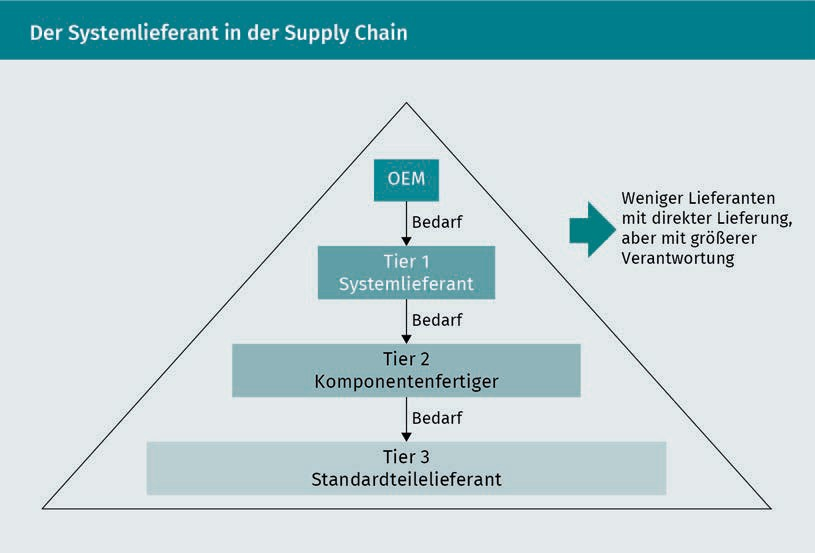 Der Systemlieferant in der Supply Chain
OEM
Bedarf
Tier 1
Systemlieferant
Bedarf
Tier 2
Komponentenfertiger
Bedarf
Tier 3
Standardteilelieferant
Weniger Lieferanten
mit direkter Lieferung,
aber mit größerer
Verantwortung